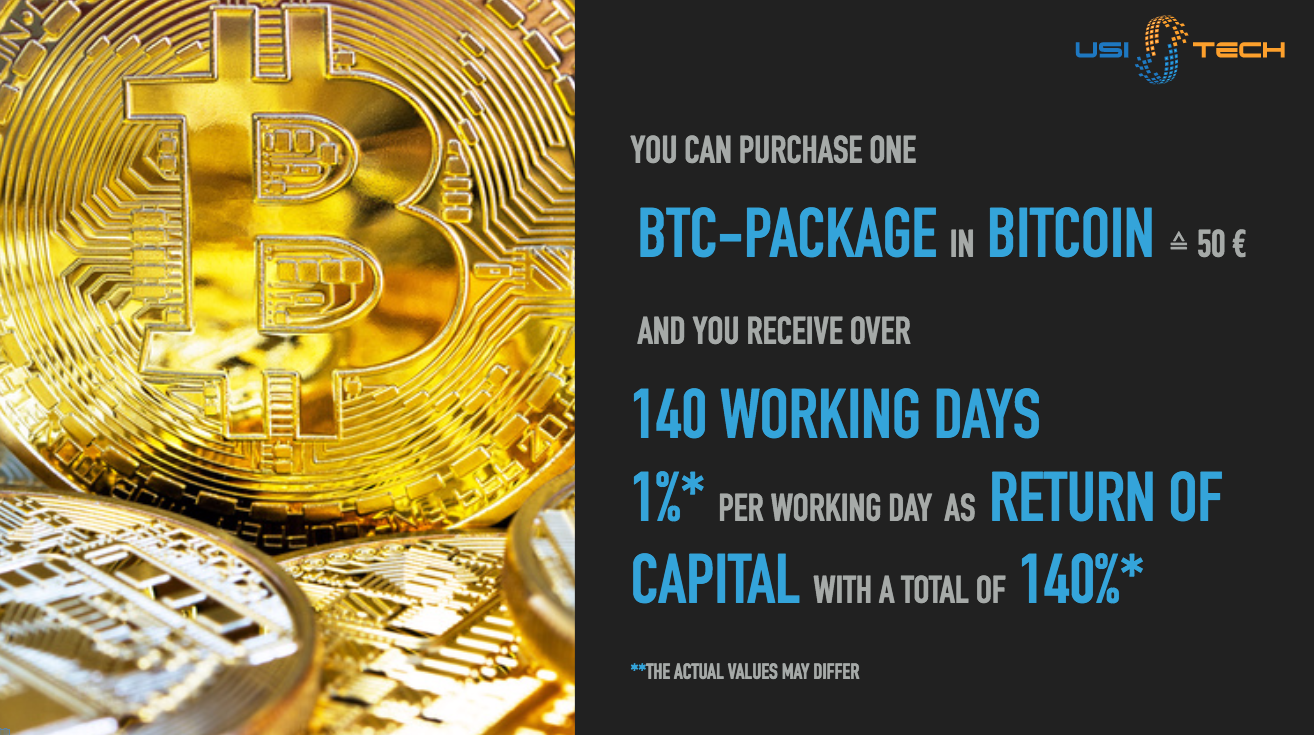 USI TECH
YOU CAN PURCHASE ONE
BTC-PACKAGE IN BITCOIN ≙ 50 €
AND YOU RECEIVE OVER
140 WORKING DAYS
1%* PER WORKING DAY AS RETURN OF
CAPITAL WITH A TOTAL OF 140%*
**THE ACTUAL VALUES MAY DIFFER